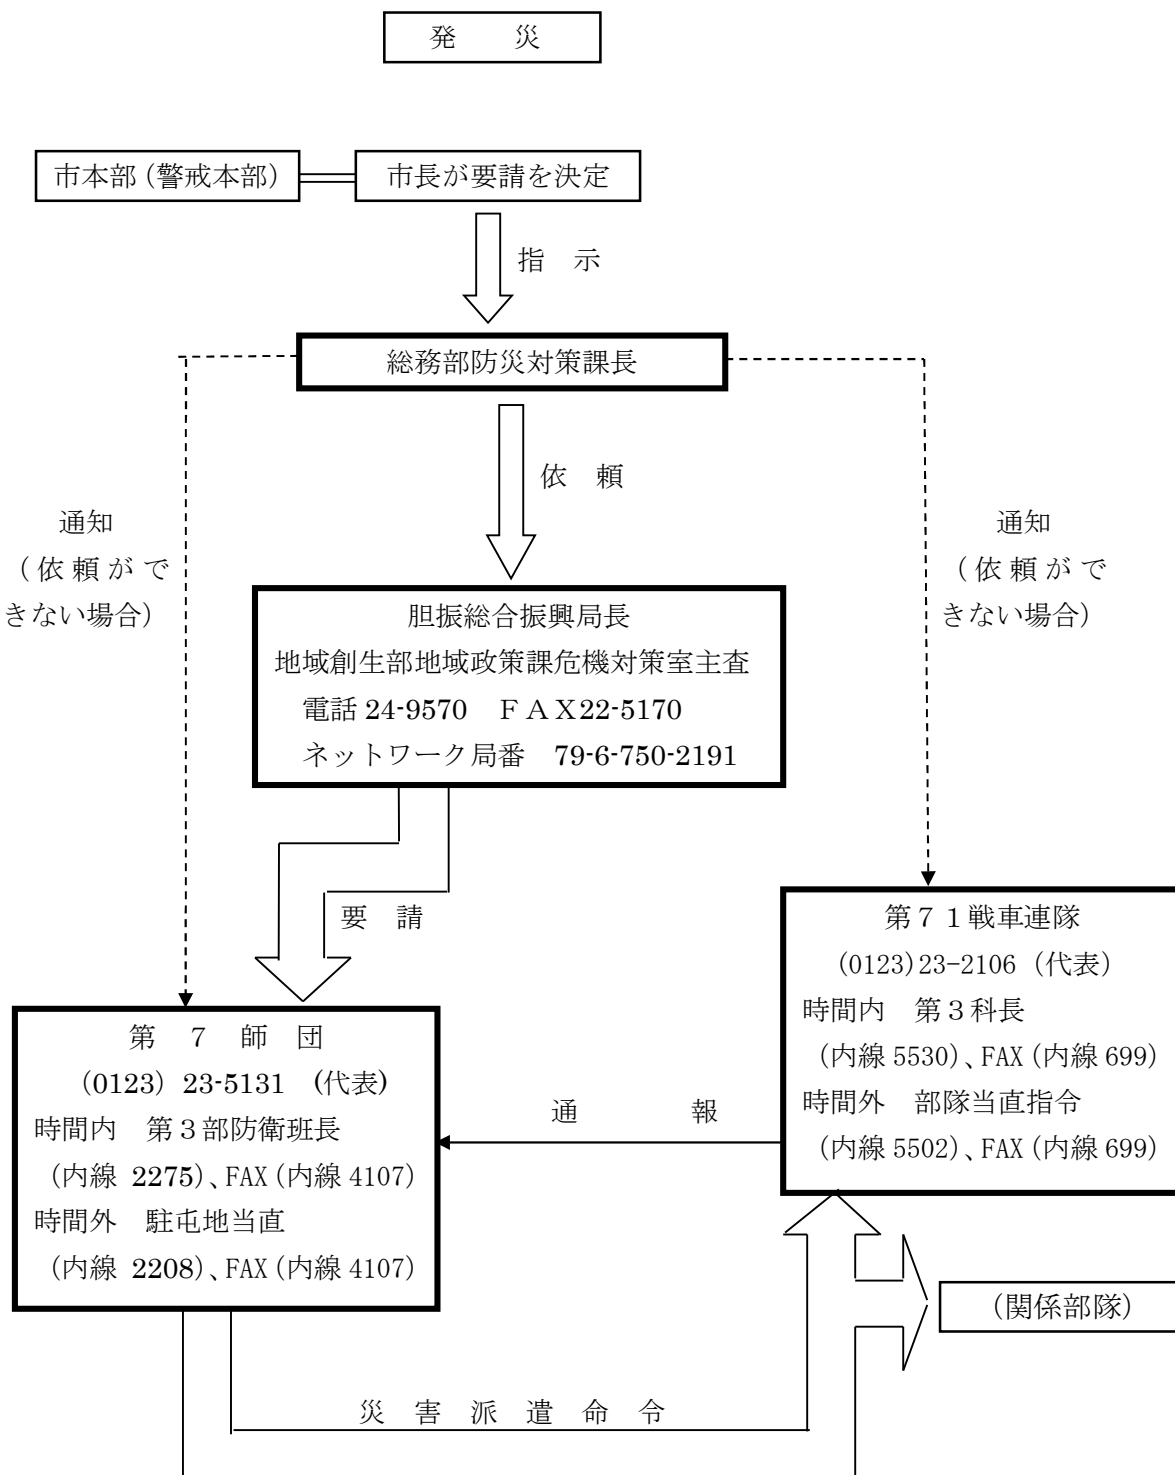 発　　災
市本部（警戒本部）
市長が要請を決定
指　示
総務部防災対策課長
依　頼
通知
（依頼がで
きない場合）
通知
（依頼がで
きない場合）
胆振総合振興局長
地域創生部地域政策課危機対策室主査
電話 24-9570　ＦＡＸ22-5170
ネットワーク局番　79-6-750-2191
要　請
第７１戦車連隊
(0123)23-2106（代表）
時間内　第３科長
（内線 5530）、FAX（内線 699）
時間外　部隊当直指令
（内線 5502）、FAX（内線 699）
第　７　師　団
（0123）23-5131　(代表)
時間内　第３部防衛班長
（内線 2275）、FAX（内線 4107）
時間外　駐屯地当直
（内線 2208）、FAX（内線 4107）
通　　　報
（関係部隊）
災　害　派　遣　命　令